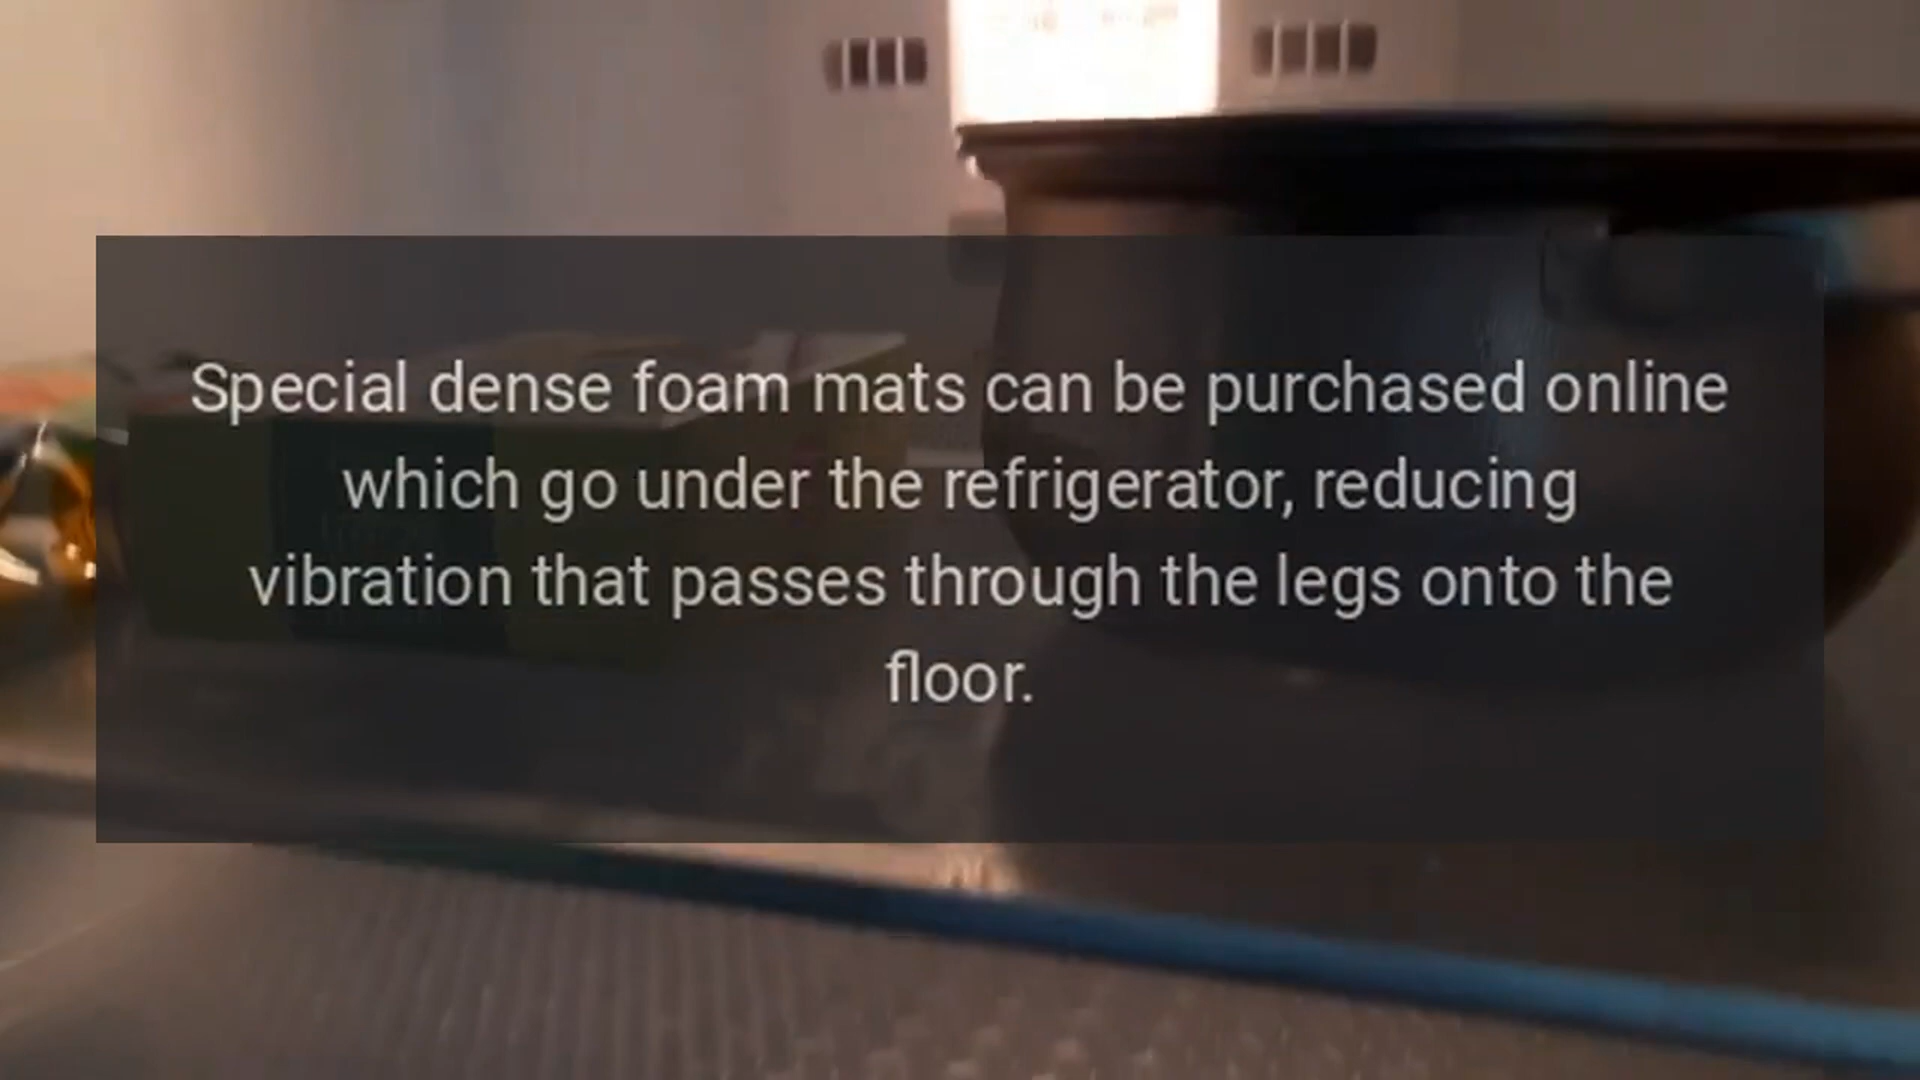 Special dense foam mats can be purchased online
which go under the refrigerator, reducing
vibration that passes through the legs onto the
floor.